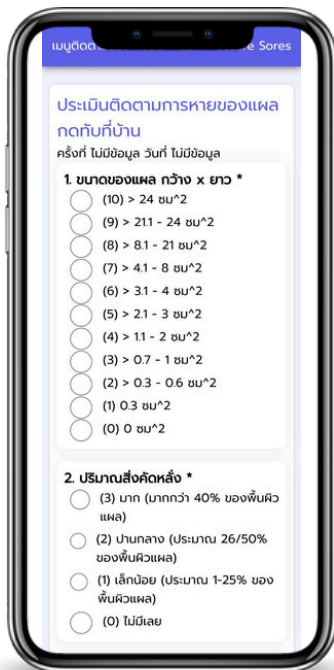 เมนูติดต e Sores
ประเมินติดตามการหายของแผล
กดทับที่บ้าน
ครั้งที่ ไม่มีข้อมูล วันที่ ไม่มีข้อมูล
1. ขนาดของแผล กว้าง x ยาว *
(10) > 24 ซม^2
(9) > 21.1 - 24 ซม^2
(8) > 8.1 - 21 ซม^2
(7) > 4.1 - 8 ซม^2
(6) > 3.1 - 4 ซม^2
(5) > 2.1 - 3 ซม^2
(4) > 1.1 - 2 ซม^2
(3) > 0.7 - 1 ซม^2
(2) > 0.3 - 0.6 ซม^2
(1) 0.3 ซม^2
(0) 0 ซม^2
2. ปริมาณสิ่งคัดหลั่ง *
(3) มาก (มากกว่า 40% ของพื้นผิว
แผล)
(2) ปานกลาง (ประมาณ 26/50%
ของพื้นผิวแผล)
(1) เล็กน้อย (ประมาณ 1-25% ของ
พื้นผิวแผล)
(0) ไม่มีเลย